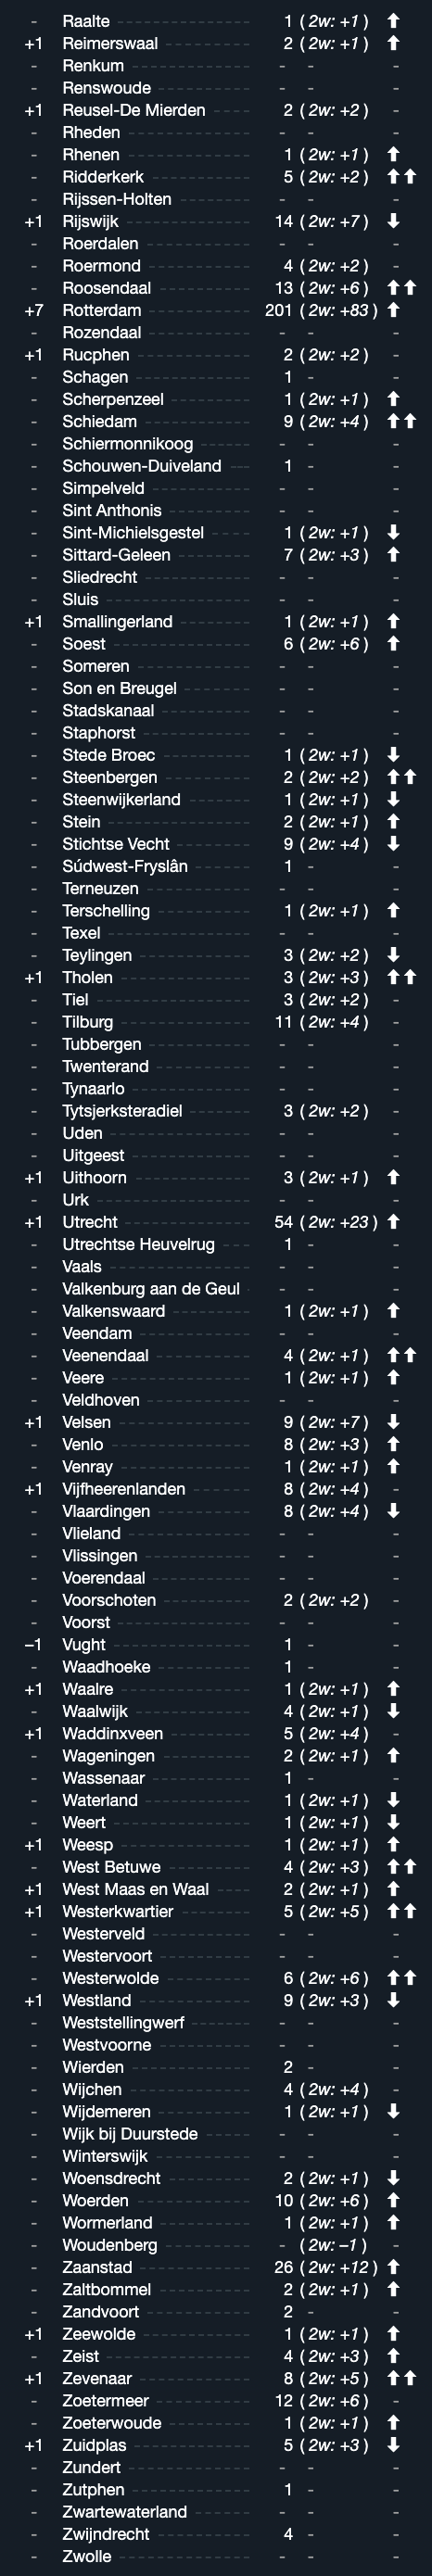 - Raalte 1 ( 2w: +1 ) ⬆
+1 Reimerswaal 2 ( 2w: +1 ) ⬆
- Renkum - - -
- Renswoude - - -
+1 Reusel-De Mierden 2 ( 2w: +2 ) -
- Rheden - - -
- Rhenen 1 ( 2w: +1 ) ⬆
- Ridderkerk 5 ( 2w: +2 ) ⬆⬆
- Rijssen-Holten - - -
+1 Rijswijk 14 ( 2w: +7 ) ⬇
- Roerdalen - - -
- Roermond 4 ( 2w: +2 ) -
- Roosendaal 13 ( 2w: +6 ) ⬆⬆
+7 Rotterdam 201 ( 2w: +83 ) ⬆
- Rozendaal - - -
+1 Rucphen 2 ( 2w: +2 ) -
- Schagen 1 - -
- Scherpenzeel 1 ( 2w: +1 ) ⬆
- Schiedam 9 ( 2w: +4 ) ⬆⬆
- Schiermonnikoog - - -
- Schouwen-Duiveland 1 - -
- Simpelveld - - -
- Sint Anthonis - - -
- Sint-Michielsgestel 1 ( 2w: +1 ) ⬇
- Sittard-Geleen 7 ( 2w: +3 ) ⬆
- Sliedrecht - - -
- Sluis - - -
+1 Smallingerland 1 ( 2w: +1 ) ⬆
- Soest 6 ( 2w: +6 ) ⬆
- Someren - - -
- Son en Breugel - - -
- Stadskanaal - - -
- Staphorst - - -
- Stede Broec 1 ( 2w: +1 ) ⬇
- Steenbergen 2 ( 2w: +2 ) ⬆⬆
- Steenwijkerland 1 ( 2w: +1 ) ⬇
- Stein 2 ( 2w: +1 ) ⬆
- Stichtse Vecht 9 ( 2w: +4 ) ⬇
- Súdwest-Fryslân 1 - -
- Terneuzen - - -
- Terschelling 1 ( 2w: +1 ) ⬆
- Texel - - -
- Teylingen 3 ( 2w: +2 ) ⬇
+1 Tholen 3 ( 2w: +3 ) ⬆⬆
- Tiel 3 ( 2w: +2 ) -
- Tilburg 11 ( 2w: +4 ) -
- Tubbergen - - -
- Twenterand - - -
- Tynaarlo - - -
- Tytsjerksteradiel 3 ( 2w: +2 ) -
- Uden - - -
- Uitgeest - - -
+1 Uithoorn 3 ( 2w: +1 ) ⬆
- Urk - - -
+1 Utrecht 54 ( 2w: +23 ) ⬆
- Utrechtse Heuvelrug 1 - -
- Vaals - - -
- Valkenburg aan de Geul - - -
- Valkenswaard 1 ( 2w: +1 ) ⬆
- Veendam - - -
- Veenendaal 4 ( 2w: +1 ) ⬆⬆
- Veere 1 ( 2w: +1 ) ⬆
- Veldhoven - - -
+1 Velsen 9 ( 2w: +7 ) ⬇
- Venlo 8 ( 2w: +3 ) ⬆
- Venray 1 ( 2w: +1 ) ⬆
+1 Vijfheerenlanden 8 ( 2w: +4 ) -
- Vlaardingen 8 ( 2w: +4 ) ⬇
- Vlieland - - -
- Vlissingen - - -
- Voerendaal - - -
- Voorschoten 2 ( 2w: +2 ) -
- Voorst - - -
–1 Vught 1 - -
- Waadhoeke 1 - -
+1 Waalre 1 ( 2w: +1 ) ⬆
- Waalwijk 4 ( 2w: +1 ) ⬇
+1 Waddinxveen 5 ( 2w: +4 ) -
- Wageningen 2 ( 2w: +1 ) ⬆
- Wassenaar 1 - -
- Waterland 1 ( 2w: +1 ) ⬇
- Weert 1 ( 2w: +1 ) ⬇
+1 Weesp 1 ( 2w: +1 ) ⬆
- West Betuwe 4 ( 2w: +3 ) ⬆⬆
+1 West Maas en Waal 2 ( 2w: +1 ) ⬆
+1 Westerkwartier 5 ( 2w: +5 ) ⬆⬆
- Westerveld - - -
- Westervoort - - -
- Westerwolde 6 ( 2w: +6 ) ⬆⬆
+1 Westland 9 ( 2w: +3 ) ⬇
- Weststellingwerf - - -
- Westvoorne - - -
- Wierden 2 - -
- Wijchen 4 ( 2w: +4 ) -
- Wijdemeren 1 ( 2w: +1 ) ⬇
- Wijk bij Duurstede - - -
- Winterswijk - - -
- Woensdrecht 2 ( 2w: +1 ) ⬇
- Woerden 10 ( 2w: +6 ) ⬆
- Wormerland 1 ( 2w: +1 ) ⬆
- Woudenberg - ( 2w: –1 ) -
- Zaanstad 26 ( 2w: +12 ) ⬆
- Zaltbommel 2 ( 2w: +1 ) ⬆
- Zandvoort 2 - -
+1 Zeewolde 1 ( 2w: +1 ) ⬆
- Zeist 4 ( 2w: +3 ) ⬆
+1 Zevenaar 8 ( 2w: +5 ) ⬆⬆
- Zoetermeer 12 ( 2w: +6 ) -
- Zoeterwoude 1 ( 2w: +1 ) ⬆
+1 Zuidplas 5 ( 2w: +3 ) ⬇
- Zundert - - -
- Zutphen 1 - -
- Zwartewaterland - - -
- Zwijndrecht 4 - -
- Zwolle - - -